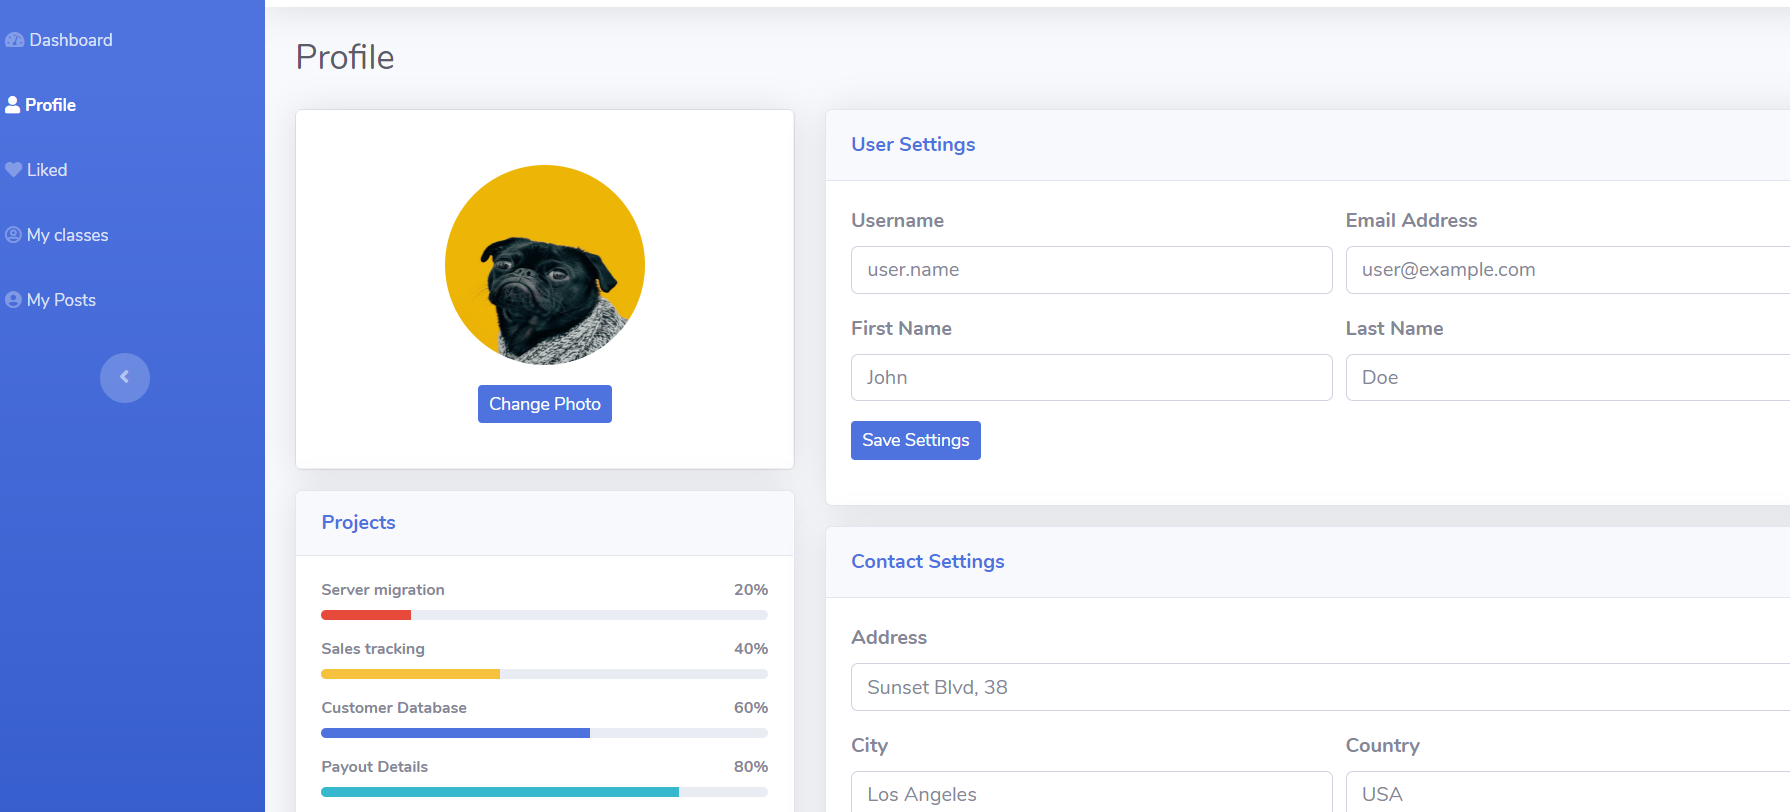 Dashboard
Profile
Liked
My classes
My Posts
Profile
Change Photo
Projects
Server migration 20%
Sales tracking 40%
Customer Database 60%
Payout Details 80%
User Settings
Username Email Address
user.name user@example.com
First Name Last Name
John Doe
Save Settings
Contact Settings
Address
Sunset Blvd, 38
City Country
Los Angeles USA